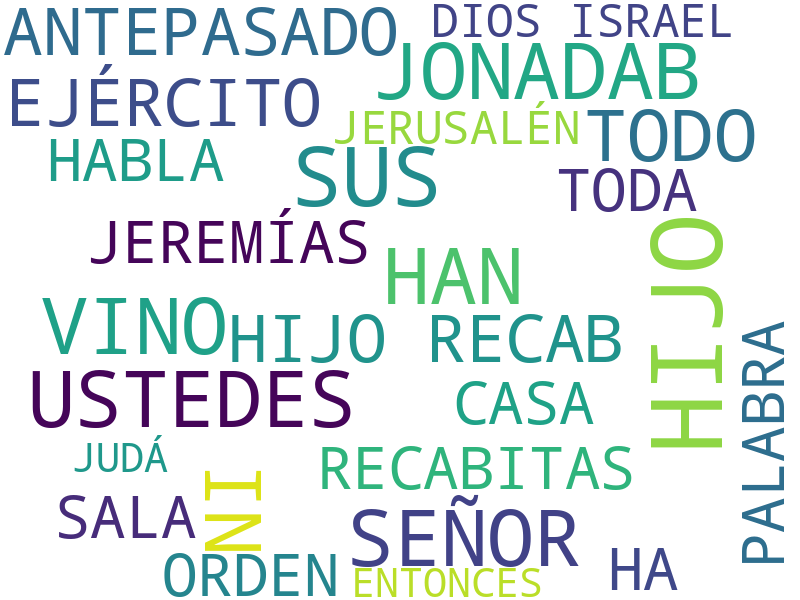 ANTEPASADO
DIOS ISRAEL
JONADAB
EJÉRCITO
JERUSALÉN
TODO
HABLA
SUS
TODA
JEREMÍAS
HIJO
HAN
VINO
HIJO RECAB
PALABRA
USTEDES
CASA
JUDÁ
RECABITAS
SALA
NI
SEÑOR
ORDEN
ENTONCES
HA